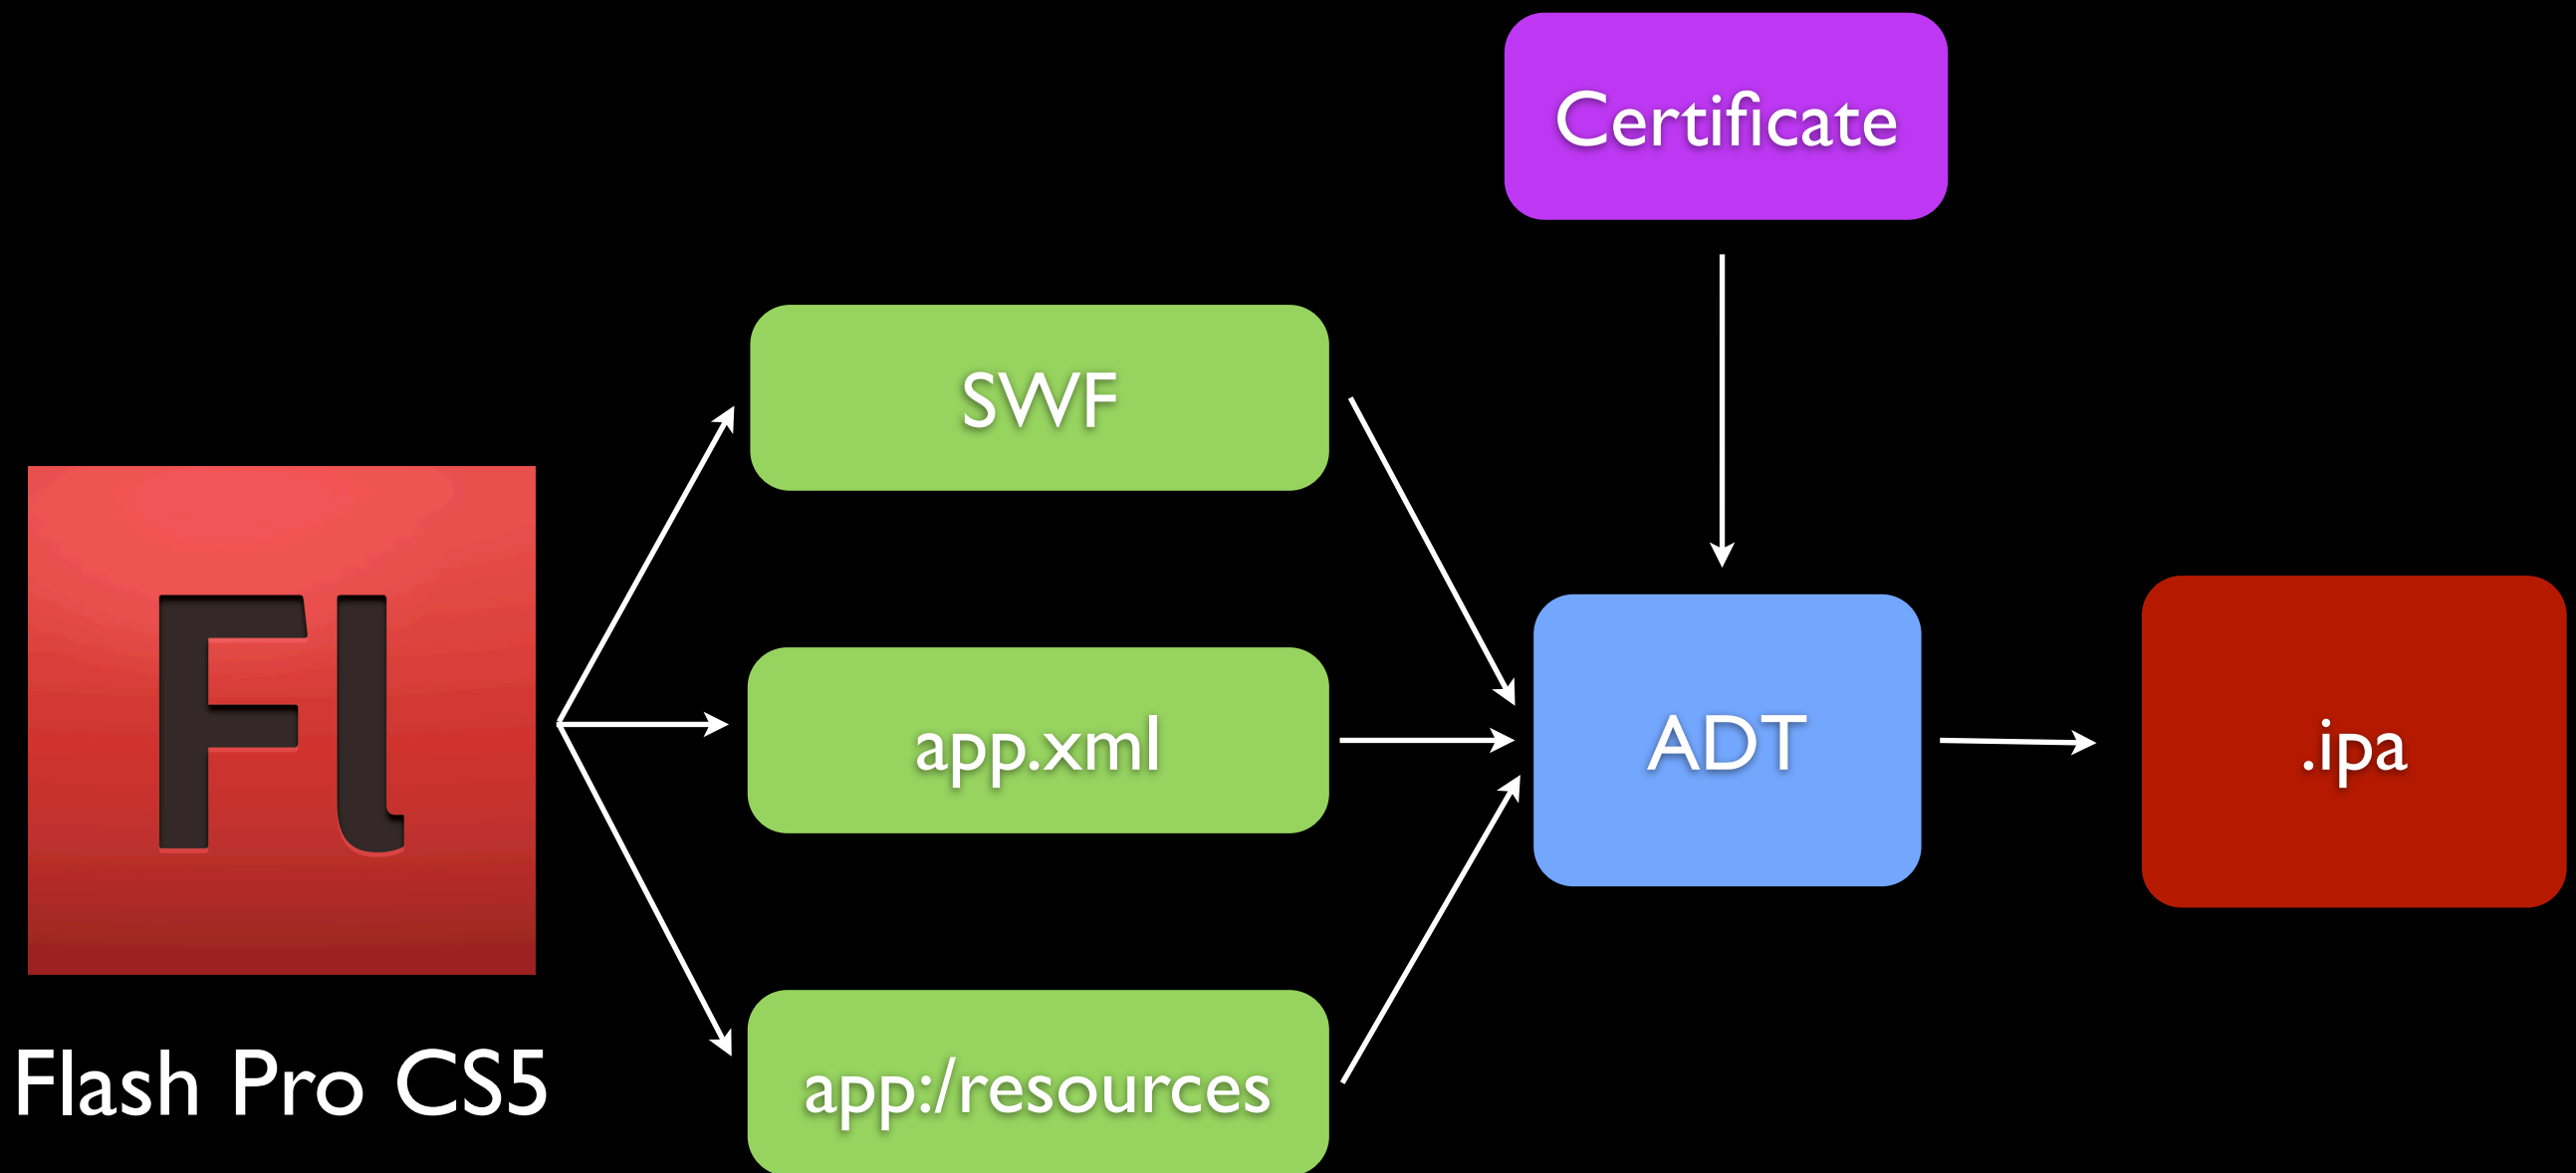 Certificate
SWF
Fl
app.xml
ADT
.ipa
app:/resources
Flash Pro CS5